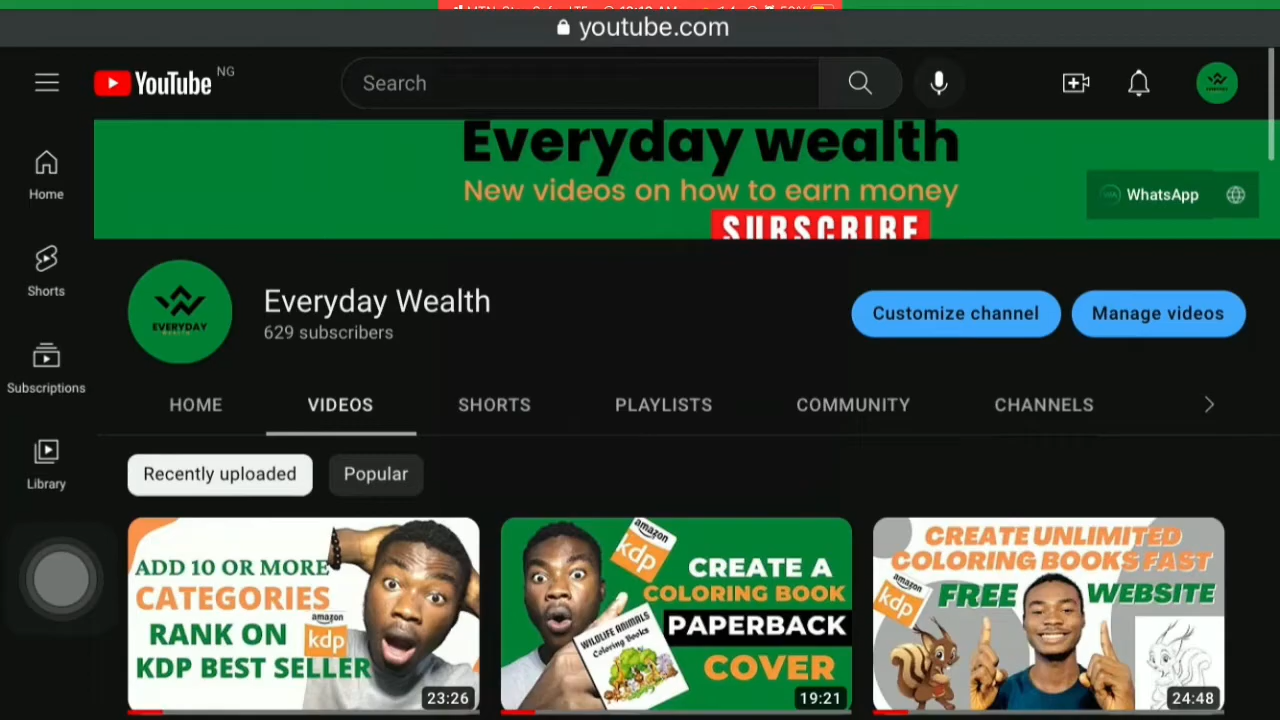 youtube.com
YouTube NG
Search
Everyday wealth
New videos on how to earn money
WhatsApp
SUBSCRIBE
Home
Shorts
Subscriptions
Library
EVERYDAY
Everyday Wealth
629 subscribers
Customize channel
Manage videos
HOME
VIDEOS
SHORTS
PLAYLISTS
COMMUNITY
CHANNELS
Recently uploaded
Popular
ADD 10 OR MORE
CATEGORIES
RANK ON
amazon
kdp
KDP BEST SELLER
23:26
amazon
kdp
CREATE A
COLORING BOOK
PAPERBACK
COVER
WILDLIFE ANIMALS
Coloring Books
19:21
CREATE UNLIMITED
COLORING BOOKS FAST
amazon
kdp
FREE WEBSITE
24:48